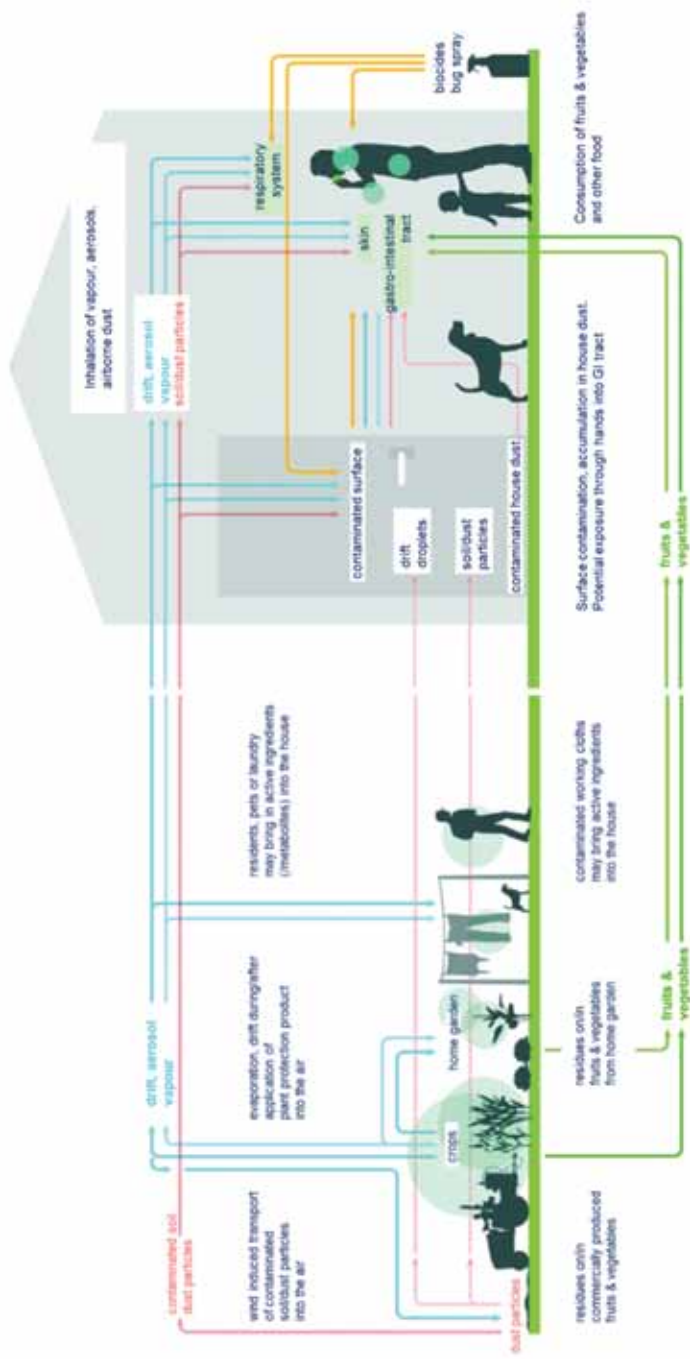 contaminated soil
dust particles
drift, aerosol
vapour
wind induced transport
of contaminated
soil/dust particles
into the air
evaporation, drift during/after
application of
plant protection product
into the air
residents, pets or laundry
may bring in active ingredients
(/metabolites) into the house
crops
home garden
dust particles
residues on/in
commercially produced
fruits & vegetables
residues on/in
fruits & vegetables
from home garden
contaminated working cloths
may bring active ingredients
into the house
fruits &
vegetables
Inhalation of vapour, aerosols,
airborne dust
drift, aerosol
vapour
soil/dust particles
respiratory
system
contaminated surface
skin
gastro-intestinal
tract
drift
droplets
soil/dust
particles
contaminated house dust
biocides
bug spray
Surface contamination, accumulation in house dust.
Potential exposure through hands into GI tract
Consumption of fruits & vegetables
and other food
fruits &
vegetables